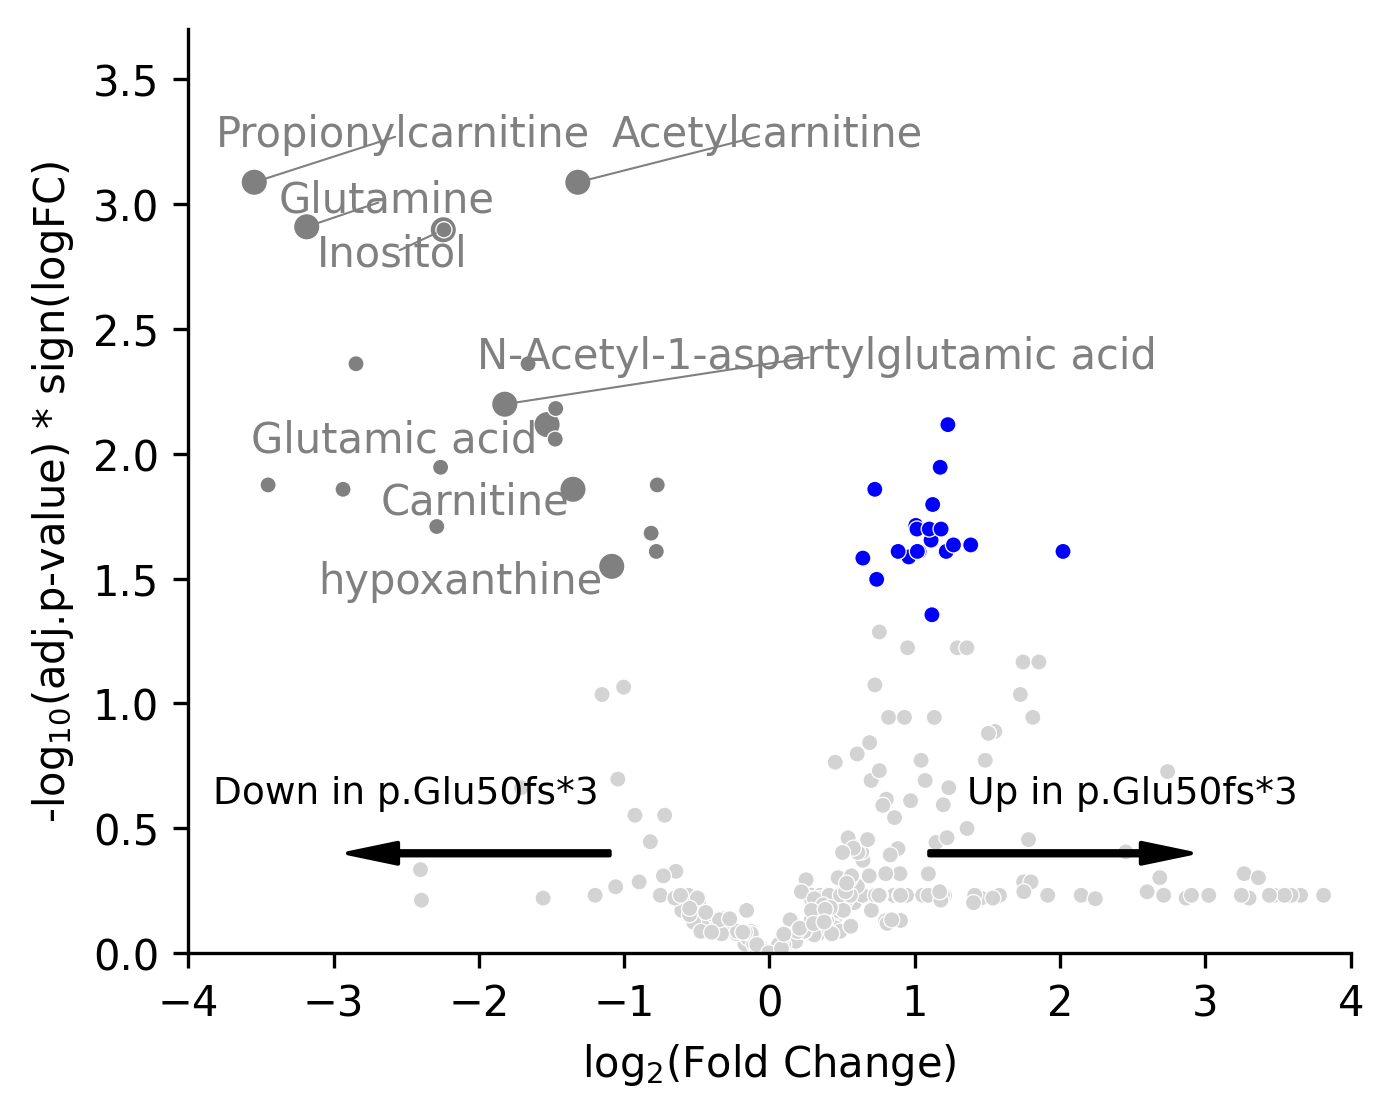 3.5
Propionylcarnitine Acetylcarnitine
3.0
Glutamine
Inositol
2.5
N-Acetyl-1-aspartylglutamic acid
Glutamic acid
2.0
Carnitine
1.5
hypoxanthine
1.0
Down in p.Glu50fs*3 Up in p.Glu50fs*3
0.5
0.0
-log10(adj.p-value) * sign(logFC)
−4 −3 −2 −1 0 1 2 3 4
log2(Fold Change)